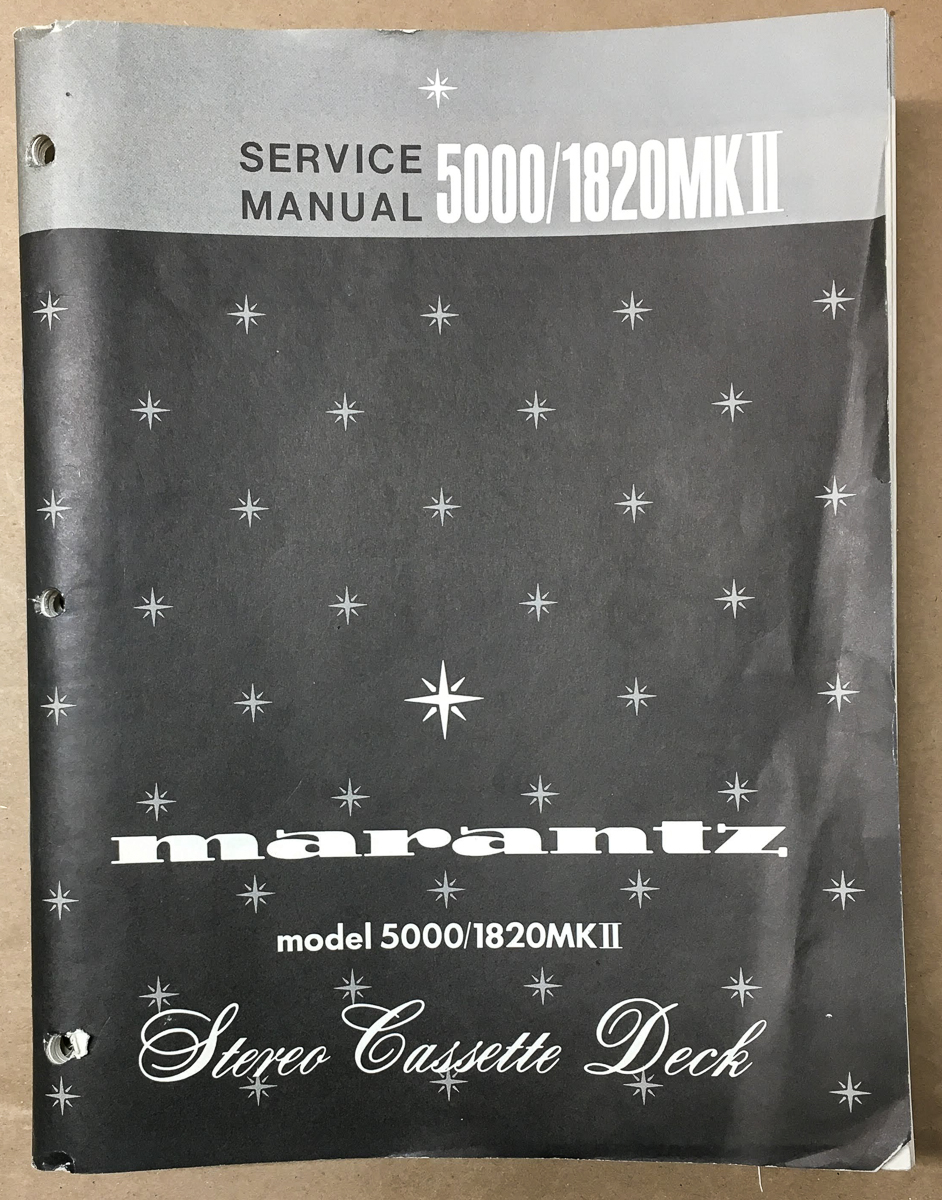 SERVICE
MANUAL 5000/1820MKII
marantz
model 5000/1820MKII
Stereo Cassette Deck